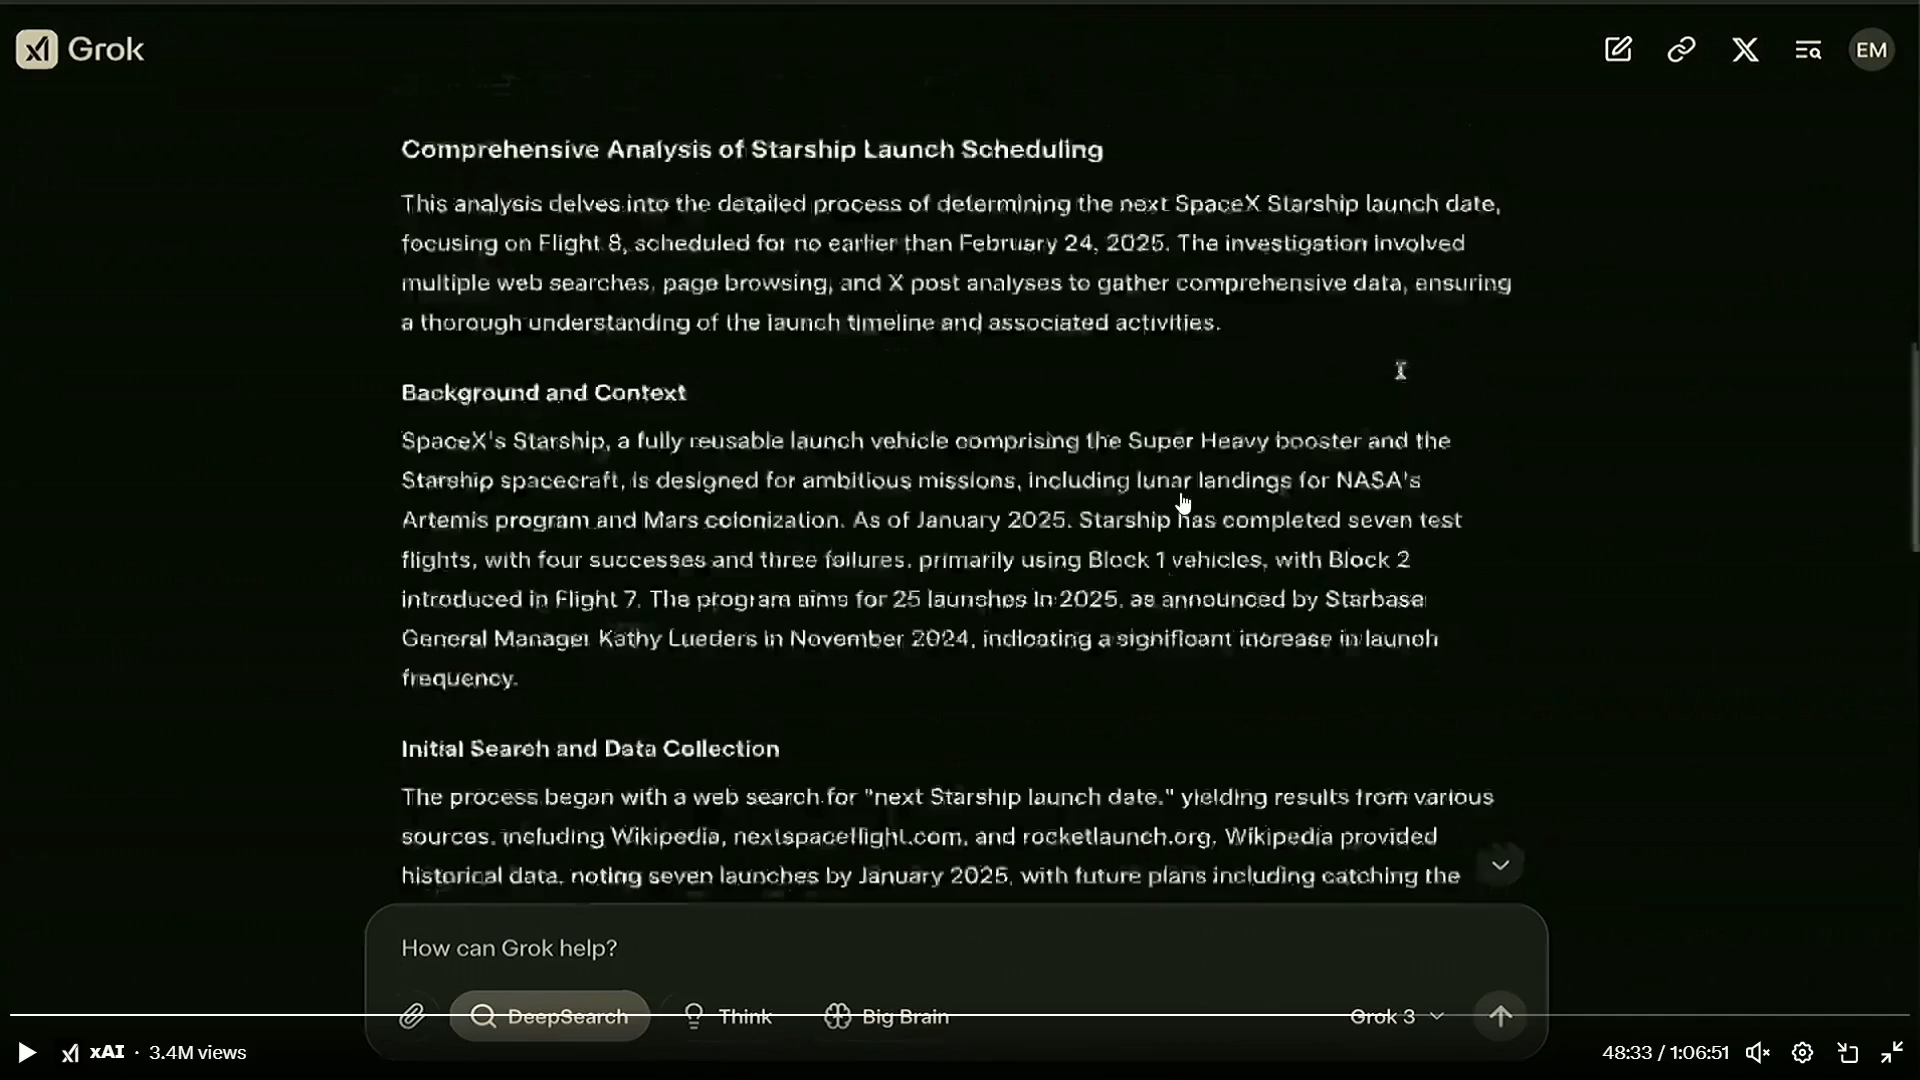 Grok
EM
Comprehensive Analysis of Starship Launch Scheduling
This analysis delves into the detailed process of determining the next SpaceX Starship launch date,
focusing on Flight 8, scheduled for no earlier than February 24, 2025. The investigation involved
multiple web searches, page browsing, and X post analyses to gather comprehensive data, ensuring
a thorough understanding of the launch timeline and associated activities.
Background and Context
SpaceX's Starship, a fully reusable launch vehicle comprising the Super Heavy booster and the
Starship spacecraft, is designed for ambitious missions, including lunar landings for NASA's
Artemis program and Mars colonization. As of January 2025, Starship has completed seven test
flights, with four successes and three failures, primarily using Block 1 vehicles, with Block 2
introduced in Flight 7. The program aims for 25 launches in 2025, as announced by Starbase
General Manager Kathy Lueders in November 2024, indicating a significant increase in launch
frequency.
Initial Search and Data Collection
The process began with a web search for "next Starship launch date," yielding results from various
sources, including Wikipedia, nextspaceflight.com, and rocketlaunch.org. Wikipedia provided
historical data, noting seven launches by January 2025, with future plans including catching the
How can Grok help?
DeepSearch Think Big Brain Grok 3
xAI · 3.4M views 48:33 / 1:06:51